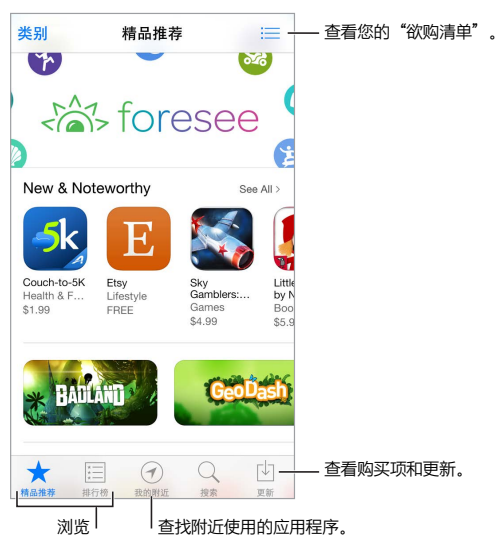 类别 精品推荐
查看您的“欲购清单”。
foresee
New & Noteworthy See All >
5k
E
Couch-to-5K
Health & F...
$1.99
Etsy
Lifestyle
FREE
Sky
Gamblers:...
Games
$4.99
Little
by N
Boo
$5.9
BADLAND
GeoDash
精品推荐 排行榜 我的附近 搜索 更新
查看购买项和更新。
浏览
查找附近使用的应用程序。